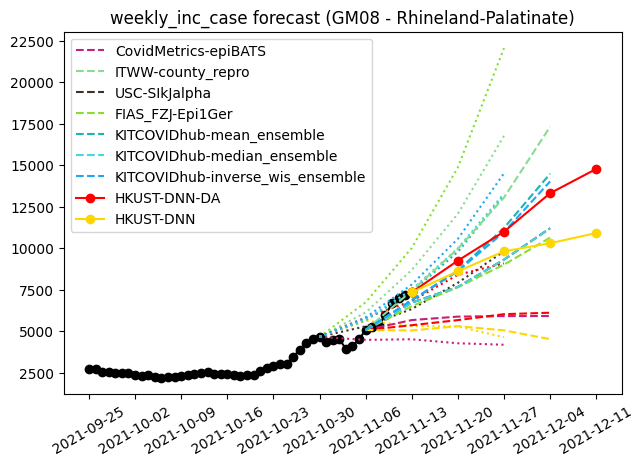 weekly_inc_case forecast (GM08 - Rhineland-Palatinate)
22500
20000
17500
15000
12500
10000
7500
5000
2500
CovidMetrics-epiBATS
ITWW-county_repro
USC-SIkJalpha
FIAS_FZJ-Epi1Ger
KITCOVIDhub-mean_ensemble
KITCOVIDhub-median_ensemble
KITCOVIDhub-inverse_wis_ensemble
HKUST-DNN-DA
HKUST-DNN
2021-09-25
2021-10-02
2021-10-09
2021-10-16
2021-10-23
2021-10-30
2021-11-06
2021-11-13
2021-11-20
2021-11-27
2021-12-04
2021-12-11